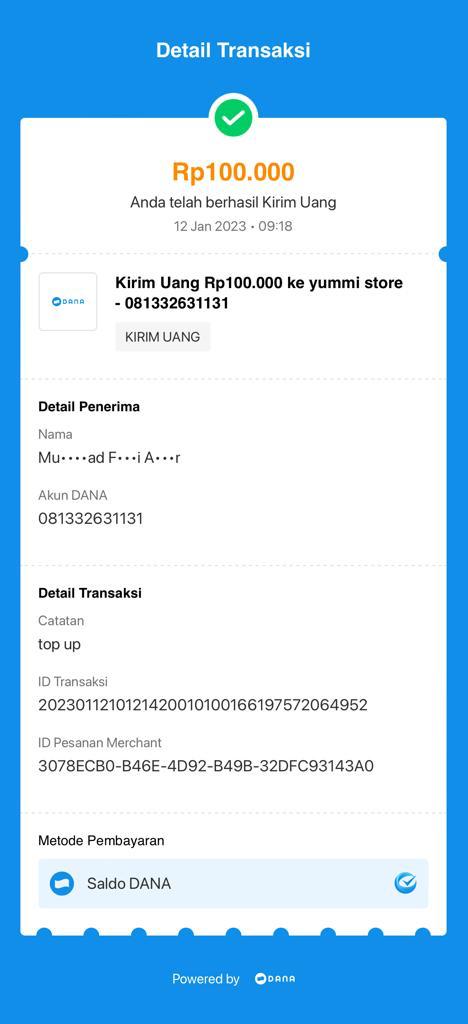 Detail Transaksi
Rp100.000
Anda telah berhasil Kirim Uang
12 Jan 2023 • 09:18
DANA
Kirim Uang Rp100.000 ke yummi store
- 081332631131
KIRIM UANG
Detail Penerima
Nama
Mu••••ad F•••i A•••r
Akun DANA
081332631131
Detail Transaksi
Catatan
top up
ID Transaksi
2023011210121420010100166197572064952
ID Pesanan Merchant
3078ECB0-B46E-4D92-B49B-32DFC93143A0
Metode Pembayaran
Saldo DANA
Powered by DANA